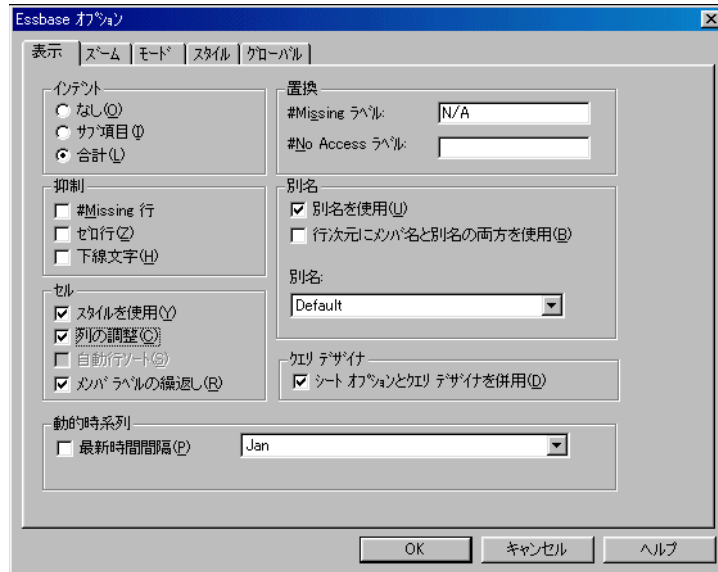 Essbase オプション
表示 ズーム モード スタイル グローバル
インデント
なし(O)
サブ項目(I)
合計(L)
置換
#Missing ラベル: N/A
#No Access ラベル:
抑制
#Missing 行
ゼロ行(Z)
下線文字(H)
別名
別名を使用(U)
行次元にメンバ名と別名の両方を使用(B)
別名:
Default
セル
スタイルを使用(Y)
列の調整(C)
自動行ソート(S)
メンバ ラベルの繰返し(R)
クエリ デザイナ
シート オプションとクエリ デザイナを併用(D)
動的時系列
最新時間間隔(P) Jan
OK キャンセル ヘルプ